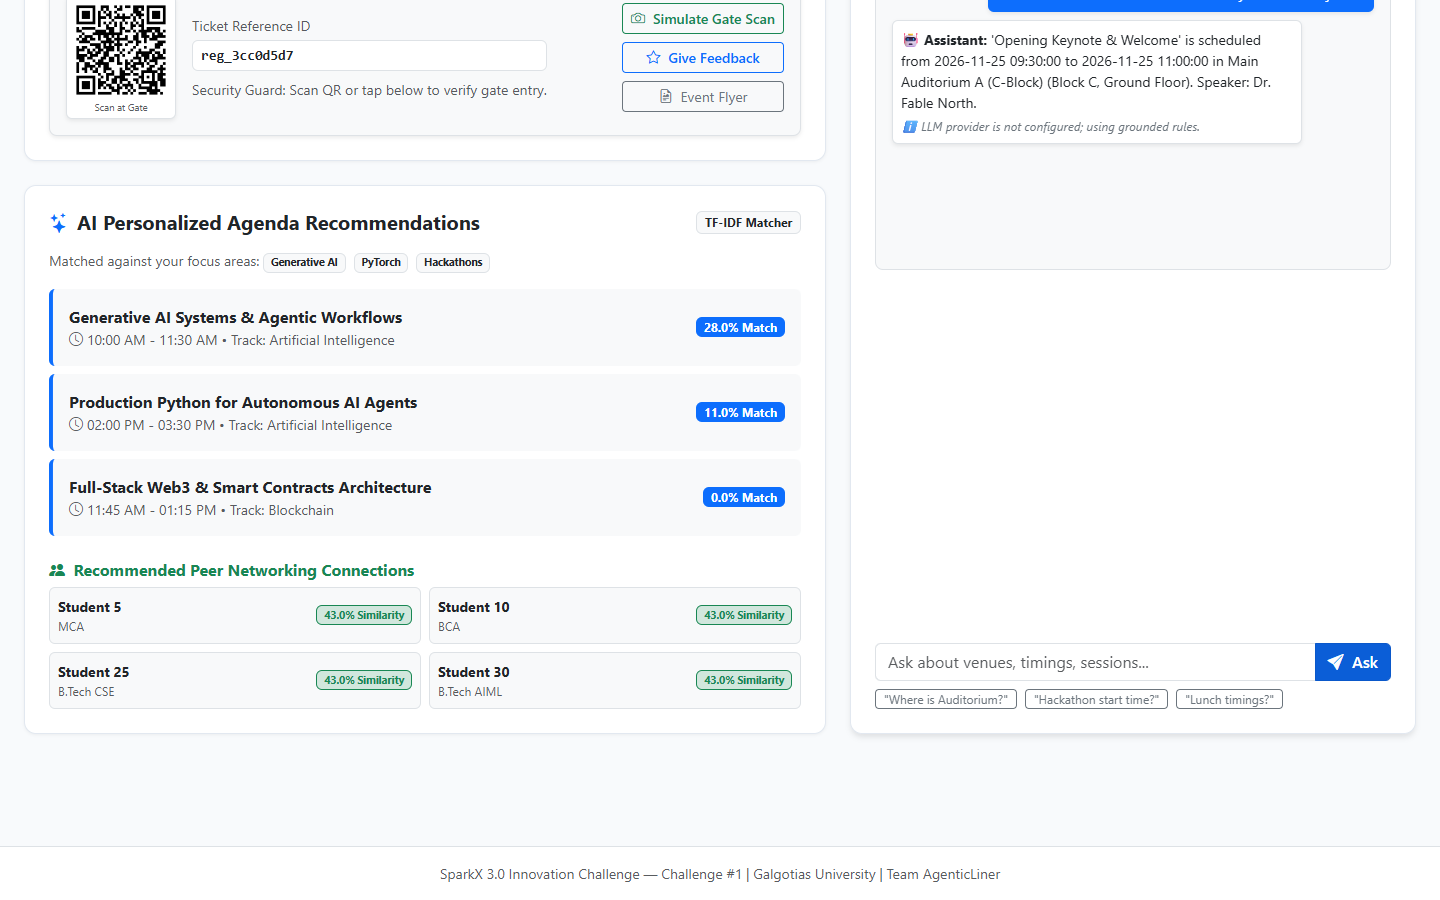 Scan at Gate
Ticket Reference ID
reg_3cc0d5d7
Security Guard: Scan QR or tap below to verify gate entry.
Simulate Gate Scan
Give Feedback
Event Flyer
AI Personalized Agenda Recommendations
TF-IDF Matcher
Matched against your focus areas: Generative AI PyTorch Hackathons
Generative AI Systems & Agentic Workflows
10:00 AM - 11:30 AM • Track: Artificial Intelligence
28.0% Match
Production Python for Autonomous AI Agents
02:00 PM - 03:30 PM • Track: Artificial Intelligence
11.0% Match
Full-Stack Web3 & Smart Contracts Architecture
11:45 AM - 01:15 PM • Track: Blockchain
0.0% Match
Recommended Peer Networking Connections
Student 5
MCA
43.0% Similarity
Student 10
BCA
43.0% Similarity
Student 25
B.Tech CSE
43.0% Similarity
Student 30
B.Tech AIML
43.0% Similarity
Assistant: 'Opening Keynote & Welcome' is scheduled
from 2026-11-25 09:30:00 to 2026-11-25 11:00:00 in Main
Auditorium A (C-Block) (Block C, Ground Floor). Speaker: Dr.
Fable North.
LLM provider is not configured; using grounded rules.
Ask about venues, timings, sessions...
Ask
"Where is Auditorium?"
"Hackathon start time?"
"Lunch timings?"
SparkX 3.0 Innovation Challenge — Challenge #1 | Galgotias University | Team AgenticLiner